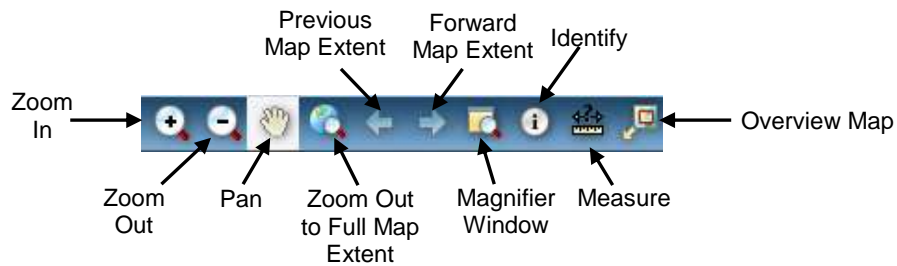 Previous
Map Extent
Forward
Map Extent
Identify
Zoom
In
Overview Map
Zoom
Out
Pan
Zoom Out
to Full Map
Extent
Magnifier
Window
Measure